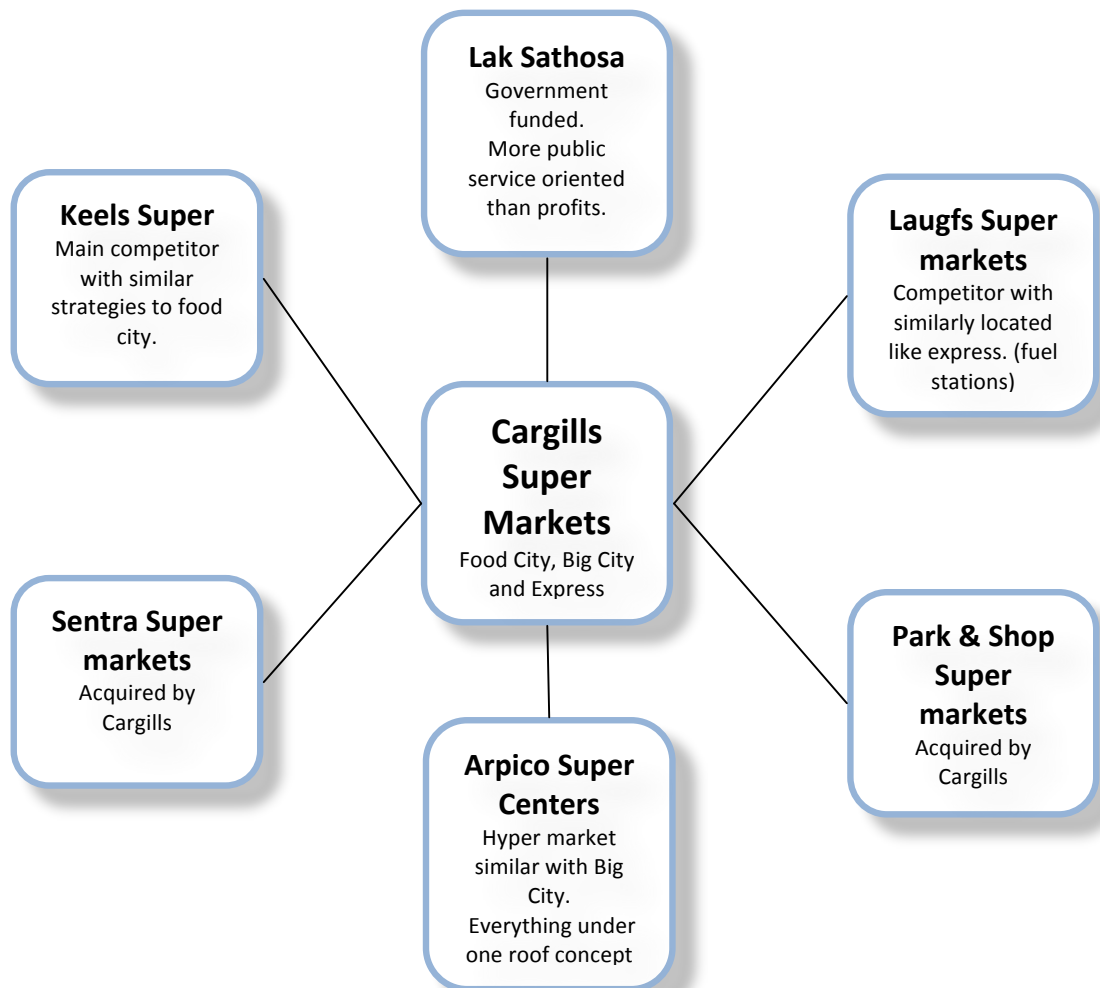 Lak Sathosa
Government
funded.
More public
service oriented
than profits.
Keels Super
Main competitor
with similar
strategies to food
city.
Laugfs Super
markets
Competitor with
similarly located
like express. (fuel
stations)
Cargills
Super
Markets
Food City, Big City
and Express
Sentra Super
markets
Acquired by
Cargills
Park & Shop
Super
markets
Acquired by
Cargills
Arpico Super
Centers
Hyper market
similar with Big
City.
Everything under
one roof concept